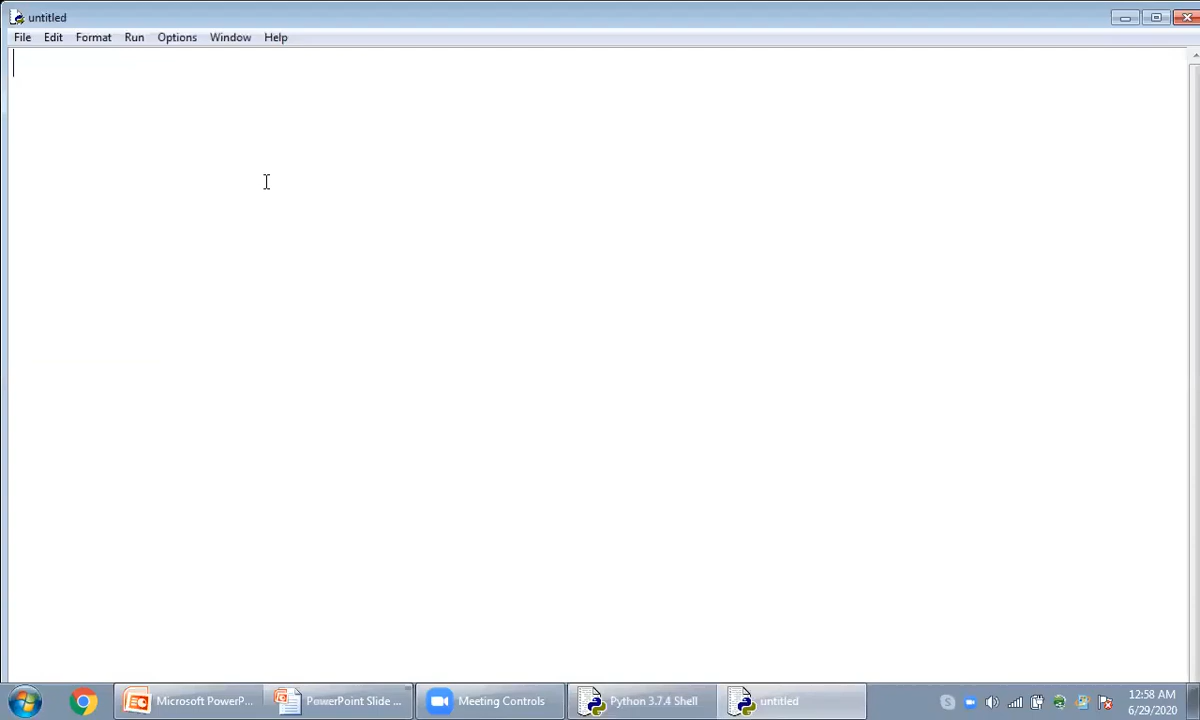 untitled
File Edit Format Run Options Window Help
Microsoft PowerP... PowerPoint Slide ... Meeting Controls Python 3.7.4 Shell untitled 12:58 AM
6/29/2020